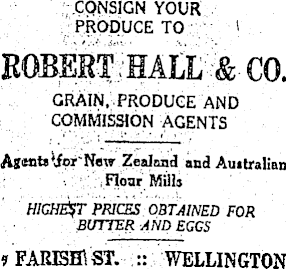 CONSIGN YOUR
PRODUCE TO
ROBERT HALL & CO.
GRAIN, PRODUCE AND
COMMISSION AGENTS
Agents for New Zealand and Australian
Flour Mills
HIGHEST PRICES OBTAINED FOR
BUTTER AND EGGS
FARISH ST. :: WELLINGTON